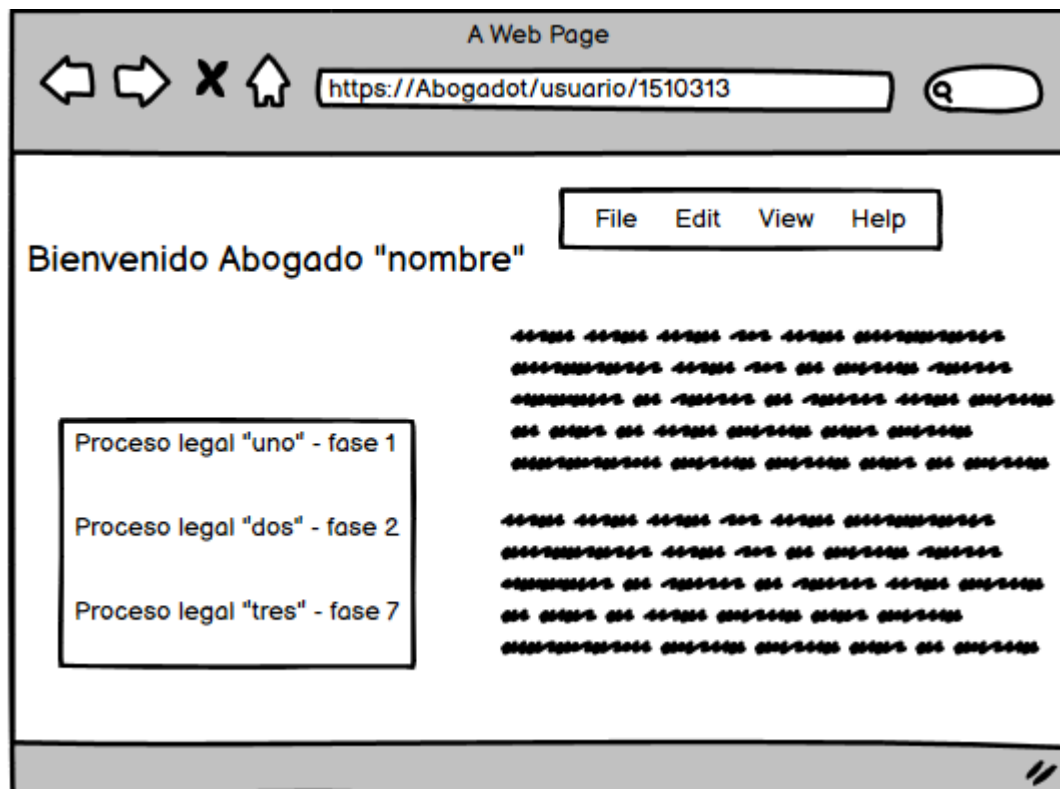 A Web Page
https://Abogadot/usuario/1510313
File Edit View Help
Bienvenido Abogado "nombre"
Proceso legal "uno" - fase 1
Proceso legal "dos" - fase 2
Proceso legal "tres" - fase 7